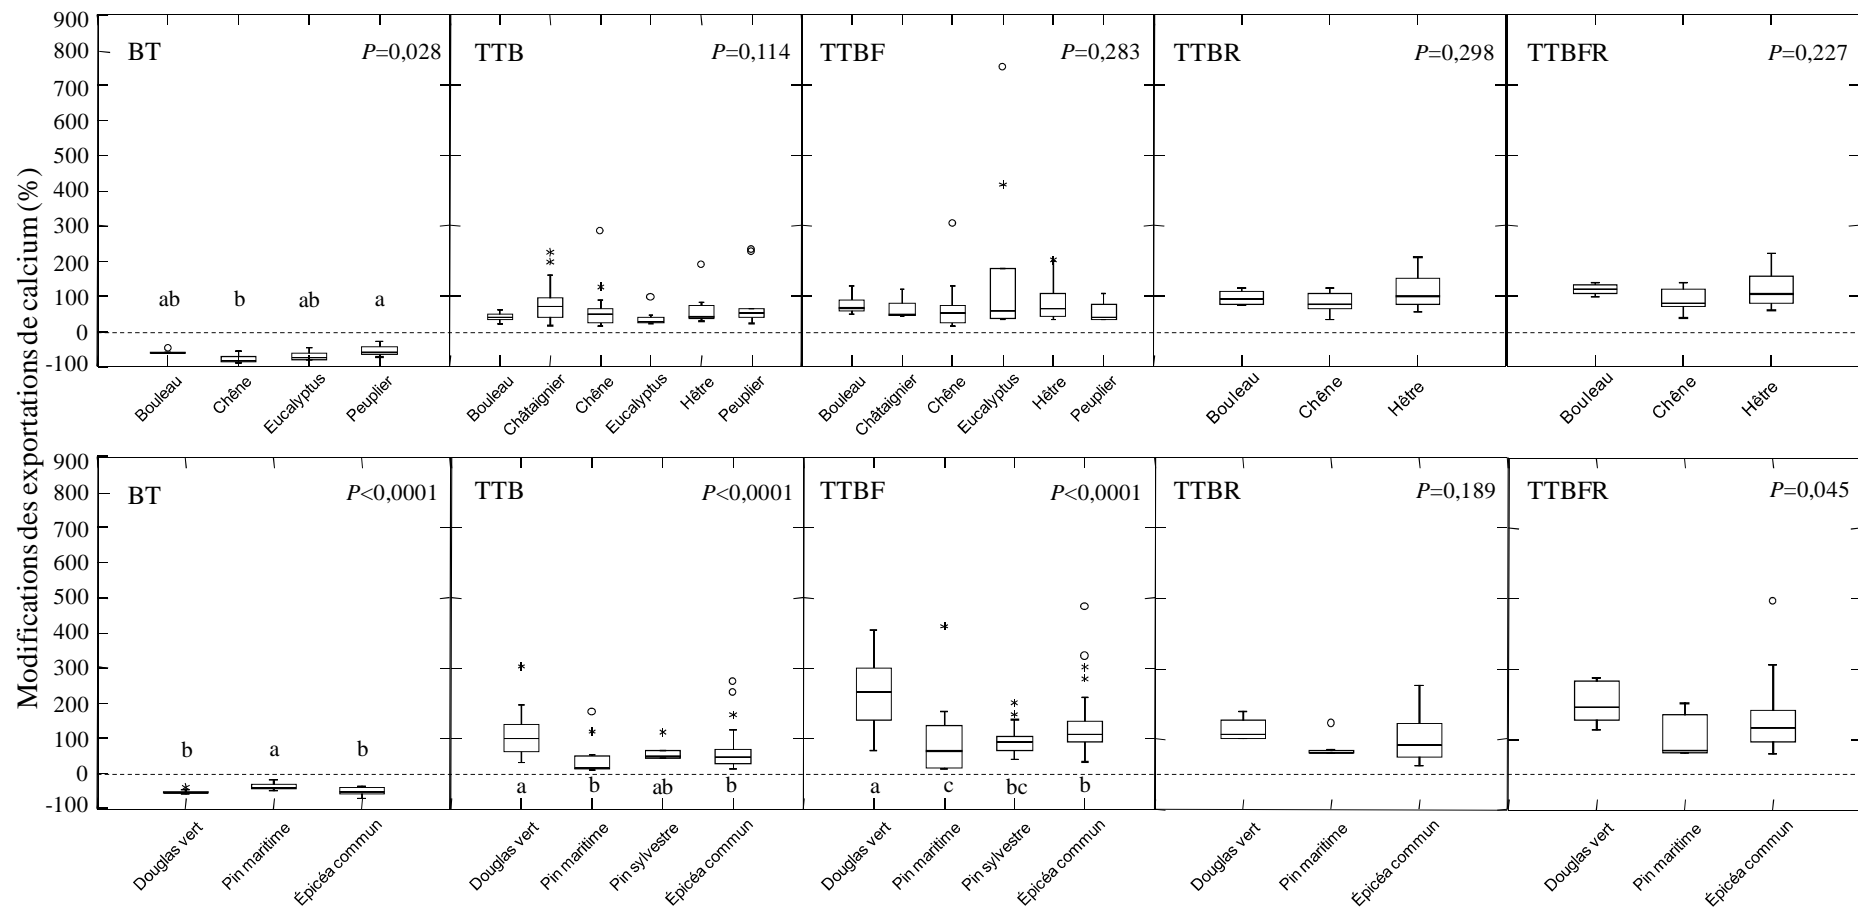 Modifications des exportations de calcium (%)
900
800
700
600
500
400
300
200
100
0
-100
BT
P=0,028
ab
b
ab
a
Bouleau
Chêne
Eucalyptus
Peuplier
TTB
P=0,114
Bouleau
Châtaignier
Chêne
Eucalyptus
Hêtre
Peuplier
TTBF
P=0,283
Bouleau
Châtaignier
Chêne
Eucalyptus
Hêtre
Peuplier
TTBR
P=0,298
Bouleau
Chêne
Hêtre
TTBFR
P=0,227
Bouleau
Chêne
Hêtre
900
800
700
600
500
400
300
200
100
0
-100
BT
P<0,0001
b
a
b
Douglas vert
Pin maritime
Épicéa commun
TTB
P<0,0001
a
b
ab
b
Douglas vert
Pin maritime
Pin sylvestre
Épicéa commun
TTBF
P<0,0001
a
c
bc
b
Douglas vert
Pin maritime
Pin sylvestre
Épicéa commun
TTBR
P=0,189
Douglas vert
Pin maritime
Épicéa commun
TTBFR
P=0,045
Douglas vert
Pin maritime
Épicéa commun